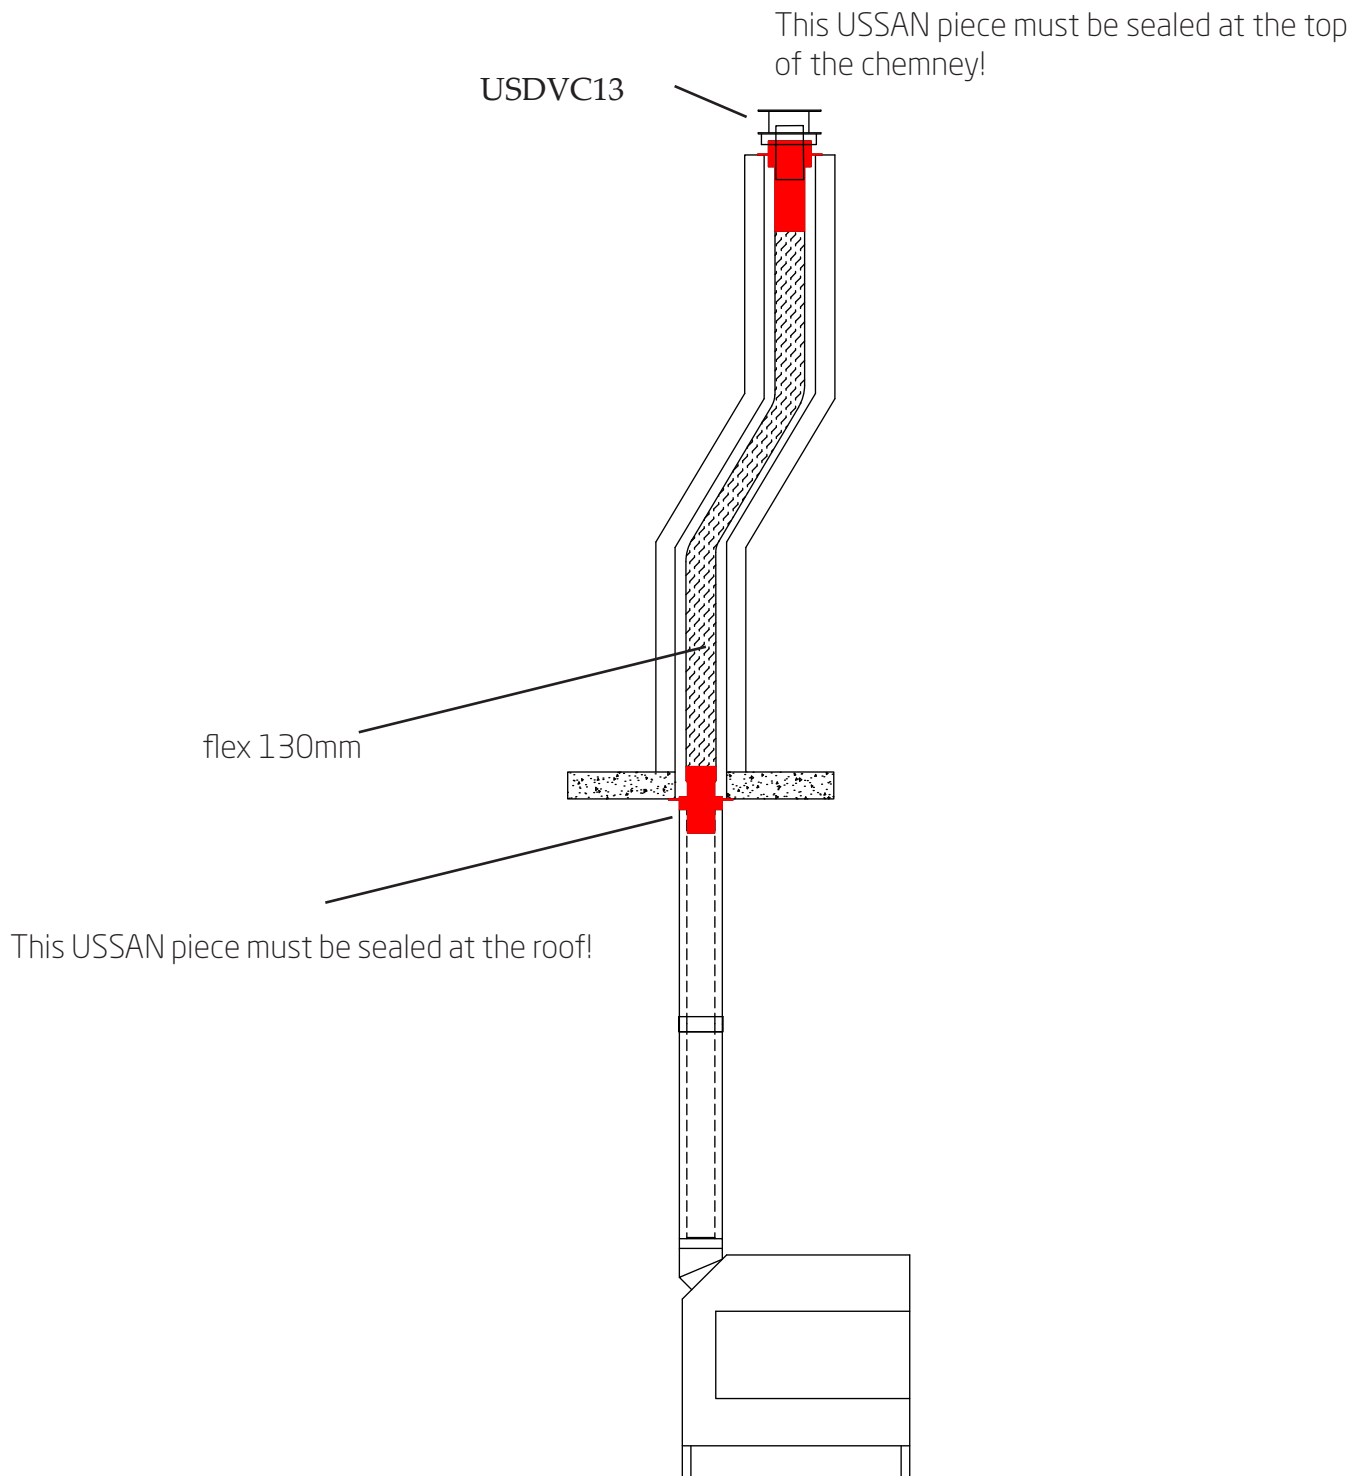 This USSAN piece must be sealed at the top
of the chemney!
USDVC13
flex 130mm
This USSAN piece must be sealed at the roof!